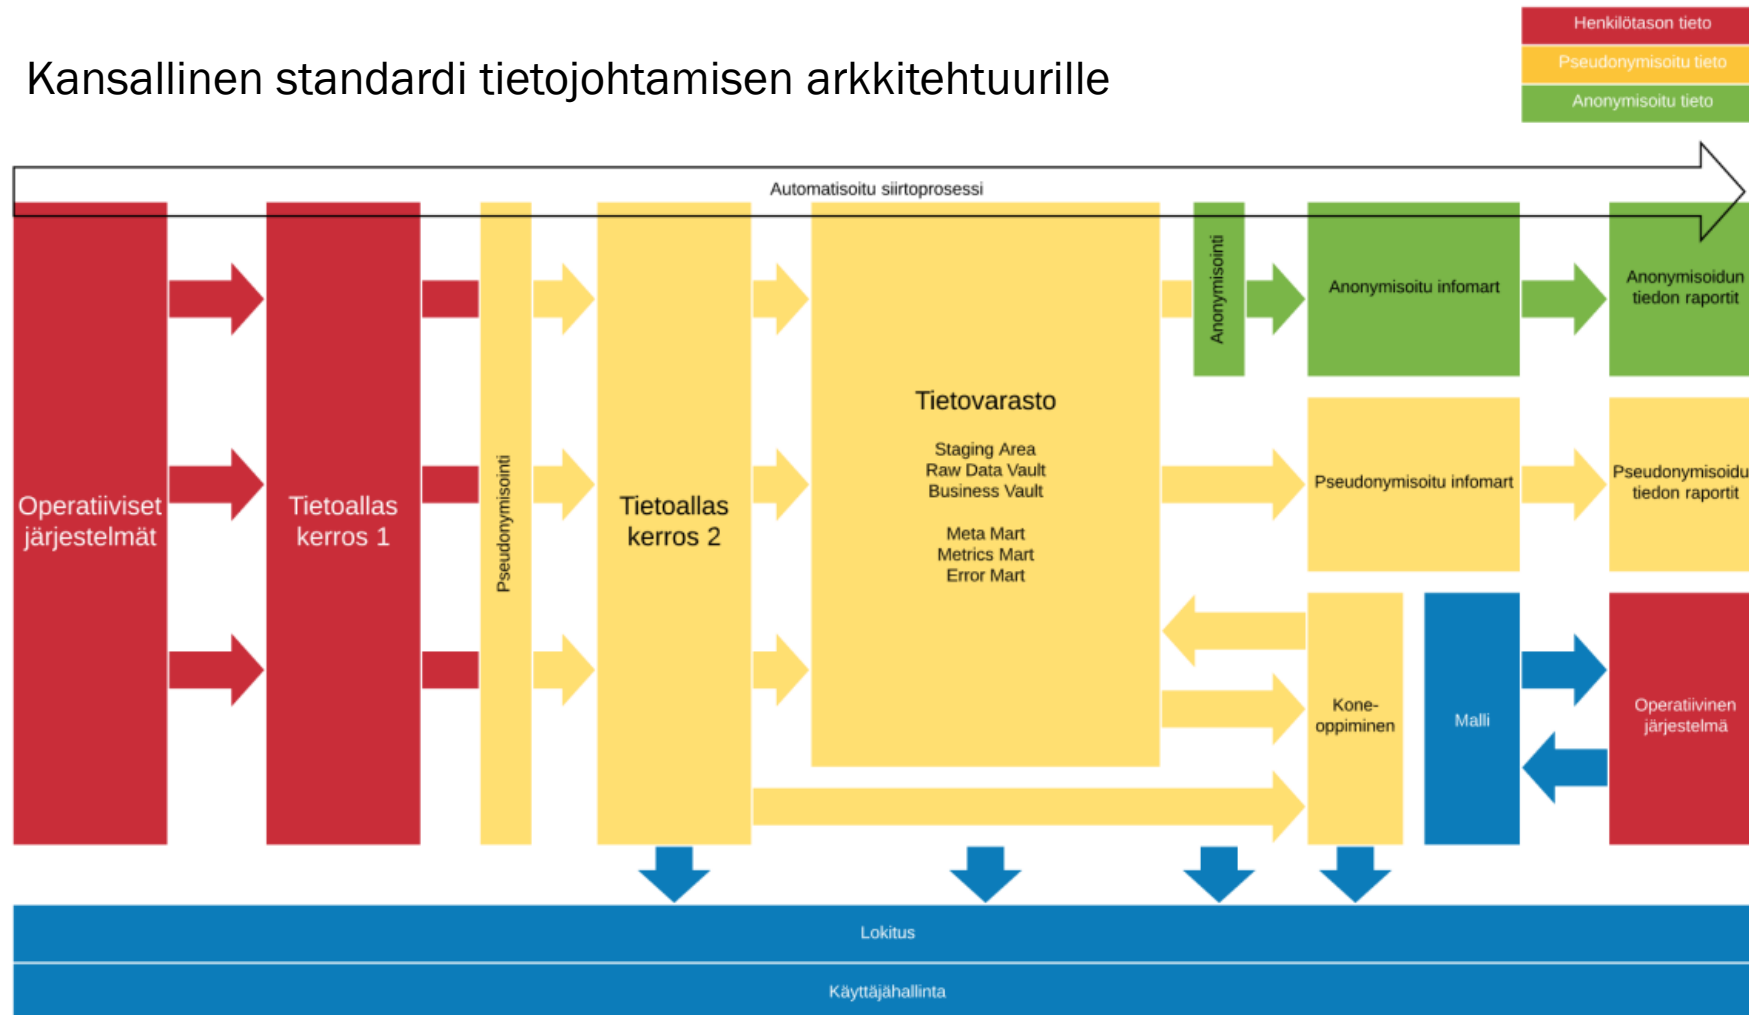 Henkilötason tieto
Pseudonymisoitu tieto
Anonymisoitu tieto
Kansallinen standardi tietojohtamisen arkkitehtuurille
Automatisoitu siirtoprosessi
Operatiiviset
järjestelmät
Tietoallas
kerros 1
Pseudonymisointi
Tietoallas
kerros 2
Tietovarasto
Staging Area
Raw Data Vault
Business Vault
Meta Mart
Metrics Mart
Error Mart
Anonymisointi
Anonymisoitu infomart
Anonymisoidun
tiedon raportit
Pseudonymisoitu infomart
Pseudonymisoidu
tiedon raportit
Kone-
oppiminen
Malli
Operatiivinen
järjestelmä
Lokitus
Käyttäjähallinta